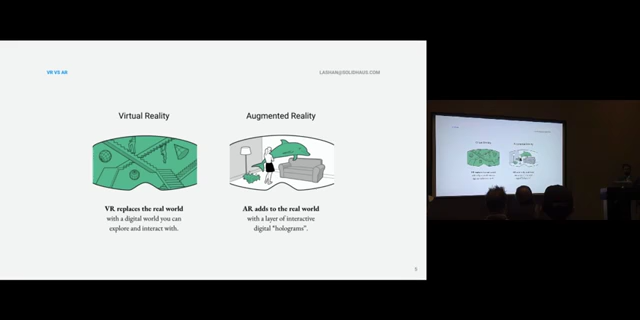 VR VS AR
LASHAN@SOLIDHAUS.COM
Virtual Reality
Augmented Reality
VR replaces the real world
with a digital world you can
explore and interact with.
AR adds to the real world
with a layer of interactive
digital "holograms".
5